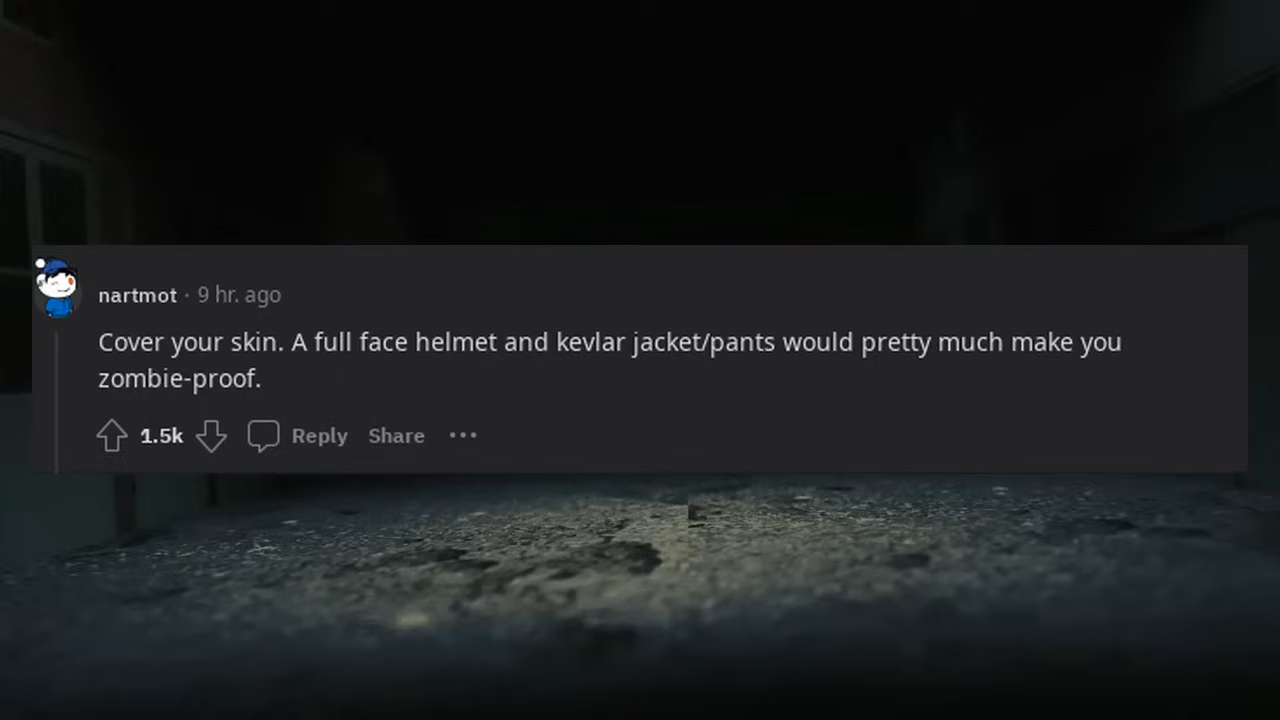 nartmot · 9 hr. ago
Cover your skin. A full face helmet and kevlar jacket/pants would pretty much make you
zombie-proof.
1.5k Reply Share •••